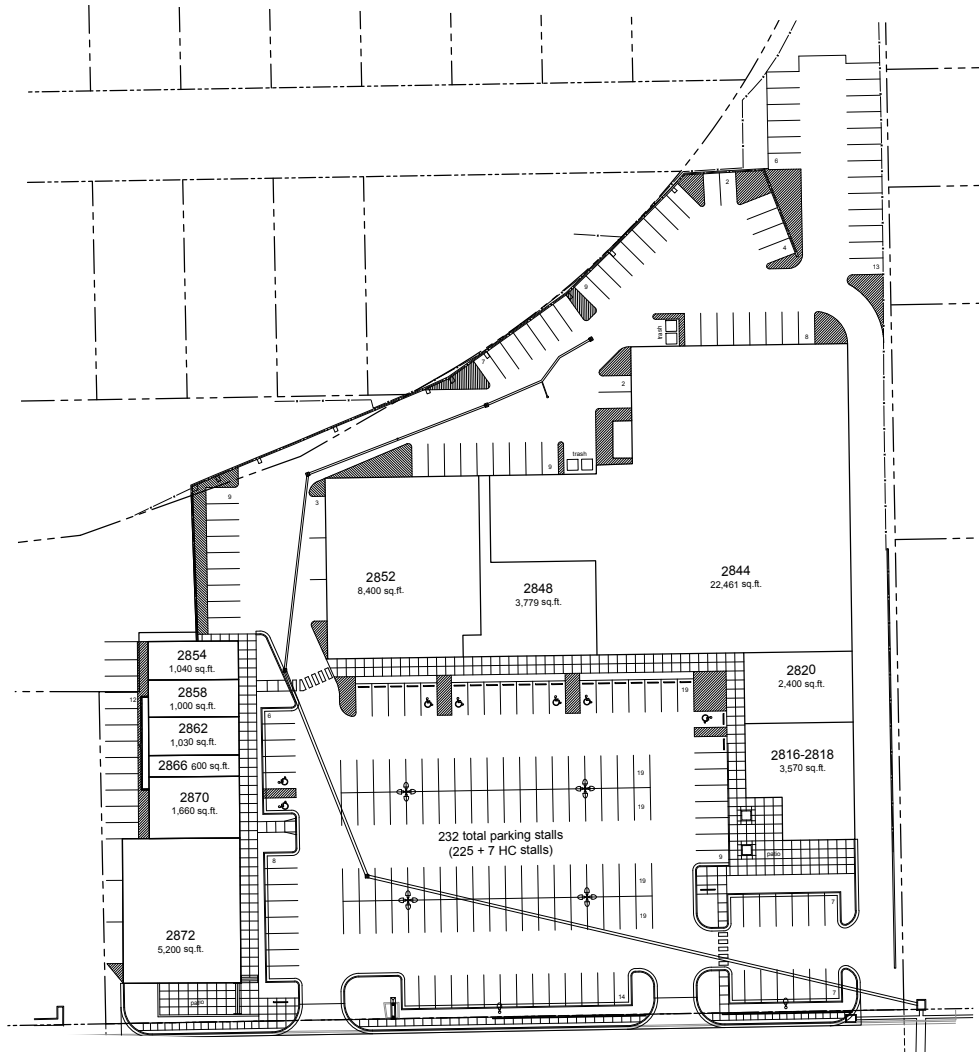 6
2
4
13
9
trash
8
7
2
9
trash
9
3
2852
8,400 sq.ft.
2848
3,779 sq.ft.
2844
22,461 sq.ft.
2854
1,040 sq.ft.
2820
2,400 sq.ft.
12
2858
1,000 sq.ft.
19
6
2862
1,030 sq.ft.
2816-2818
3,570 sq.ft.
2866 600 sq.ft.
19
2870
1,660 sq.ft.
19
232 total parking stalls
(225 + 7 HC stalls)
patio
9
8
19
7
19
2872
5,200 sq.ft.
14
7
patio